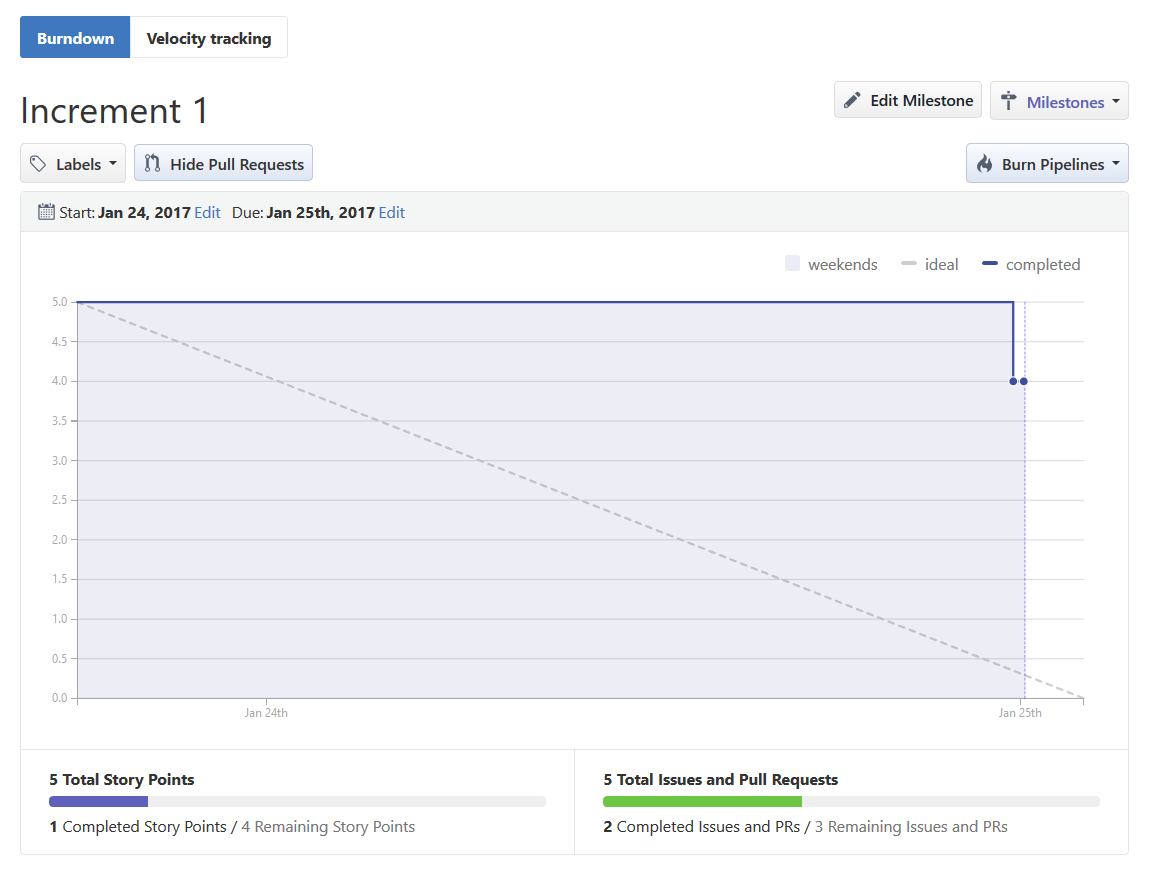 Burndown Velocity tracking
Increment 1
Edit Milestone Milestones
Labels Hide Pull Requests Burn Pipelines
Start: Jan 24, 2017 Edit Due: Jan 25th, 2017 Edit
weekends ideal completed
5.0
4.5
4.0
3.5
3.0
2.5
2.0
1.5
1.0
0.5
0.0
Jan 24th Jan 25th
5 Total Story Points
1 Completed Story Points / 4 Remaining Story Points
5 Total Issues and Pull Requests
2 Completed Issues and PRs / 3 Remaining Issues and PRs